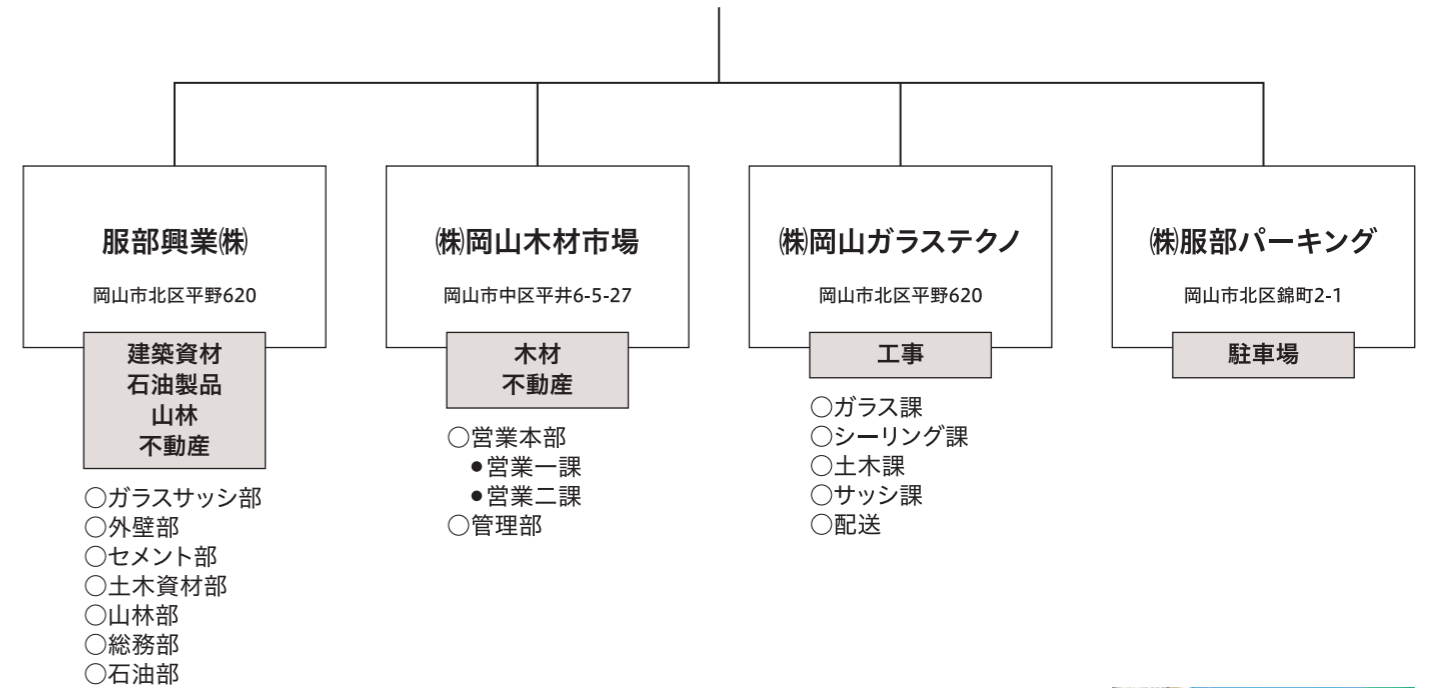 服部興業㈱
岡山市北区平野620
建築資材
石油製品
山林
不動産
○ガラスサッシ部
○外壁部
○セメント部
○土木資材部
○山林部
○総務部
○石油部
㈱岡山木材市場
岡山市中区平井6-5-27
木材
不動産
○営業本部
●営業一課
●営業二課
○管理部
㈱岡山ガラステクノ
岡山市北区平野620
工事
○ガラス課
○シーリング課
○土木課
○サッシ課
○配送
㈱服部パーキング
岡山市北区錦町2-1
駐車場